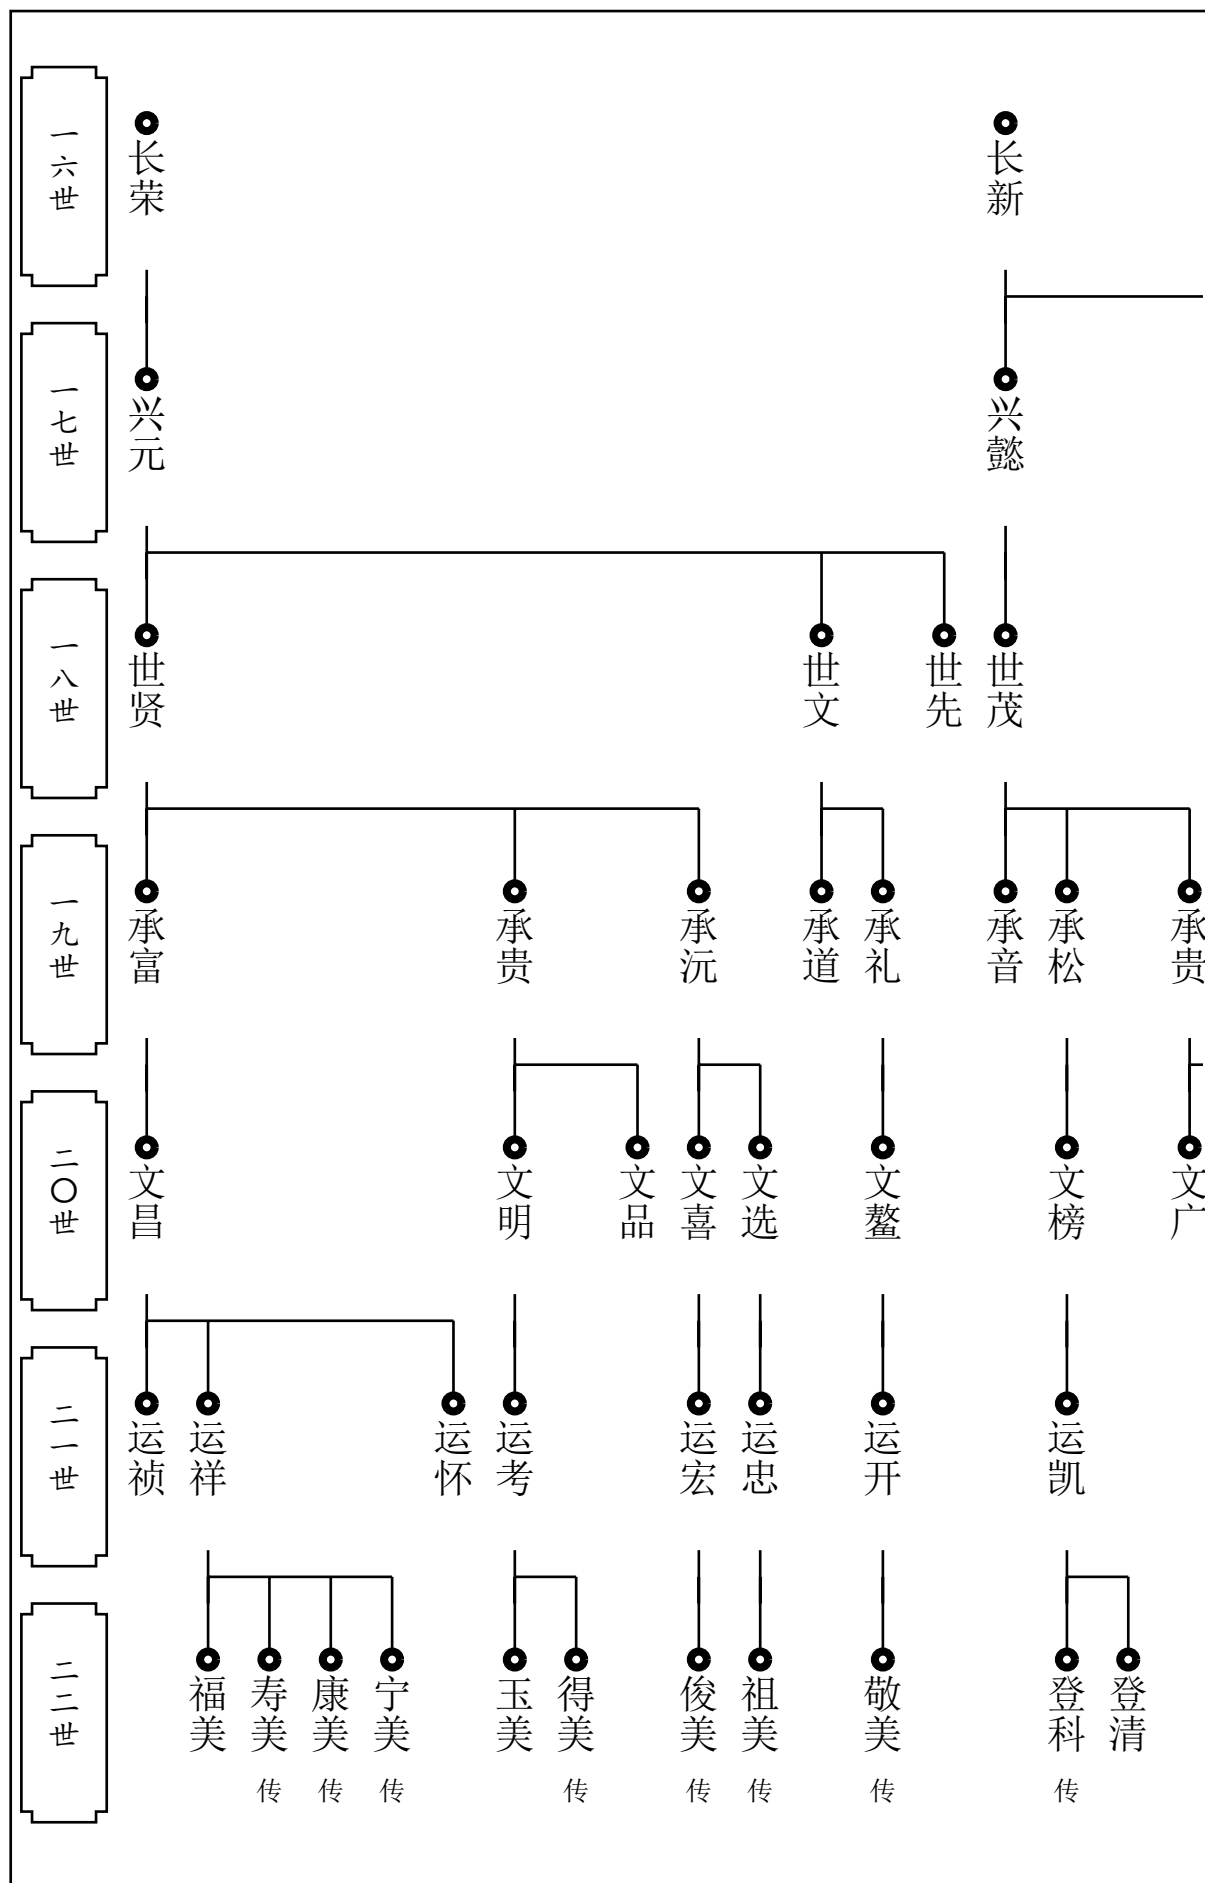 一六世
长荣
长新
一七世
兴元
兴懿
一八世
世贤
世文
世先
世茂
一九世
承富
承贵
承沅
承道
承礼
承音
承松
承贵
二〇世
文昌
文明
文品
文喜
文选
文鳌
文榜
文广
二一世
运祯
运祥
运怀
运考
运宏
运忠
运开
运凯
二二世
福美
寿美
传
康美
传
宁美
传
玉美
得美
传
俊美
传
祖美
传
敬美
传
登科
传
登清